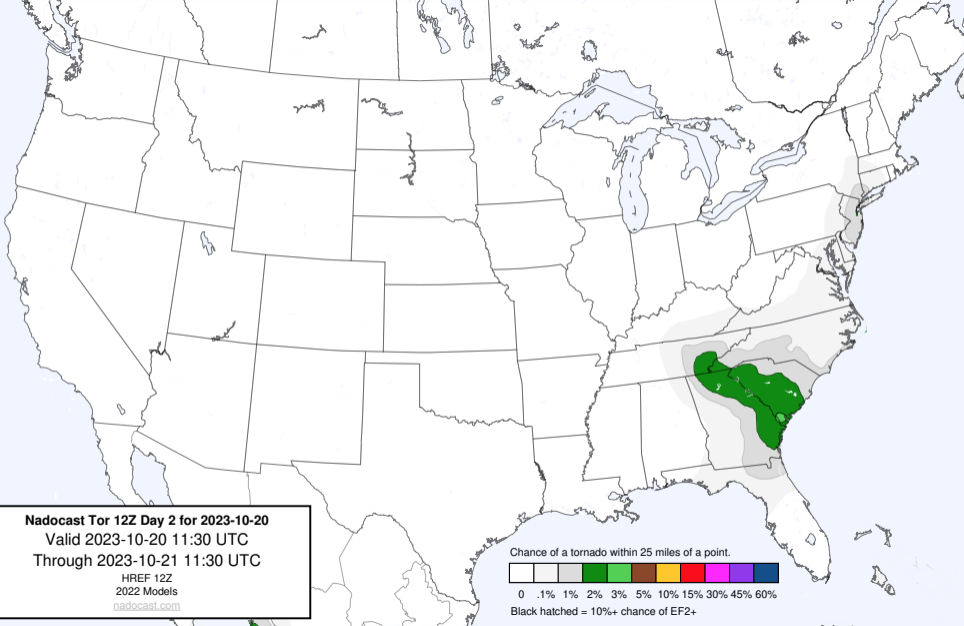 Nadocast Tor 12Z Day 2 for 2023-10-20
Valid 2023-10-20 11:30 UTC
Through 2023-10-21 11:30 UTC
HREF 12Z
2022 Models
nadocast.com
Chance of a tornado within 25 miles of a point.
0 .1% 1% 2% 3% 5% 10% 15% 30% 45% 60%
Black hatched = 10%+ chance of EF2+